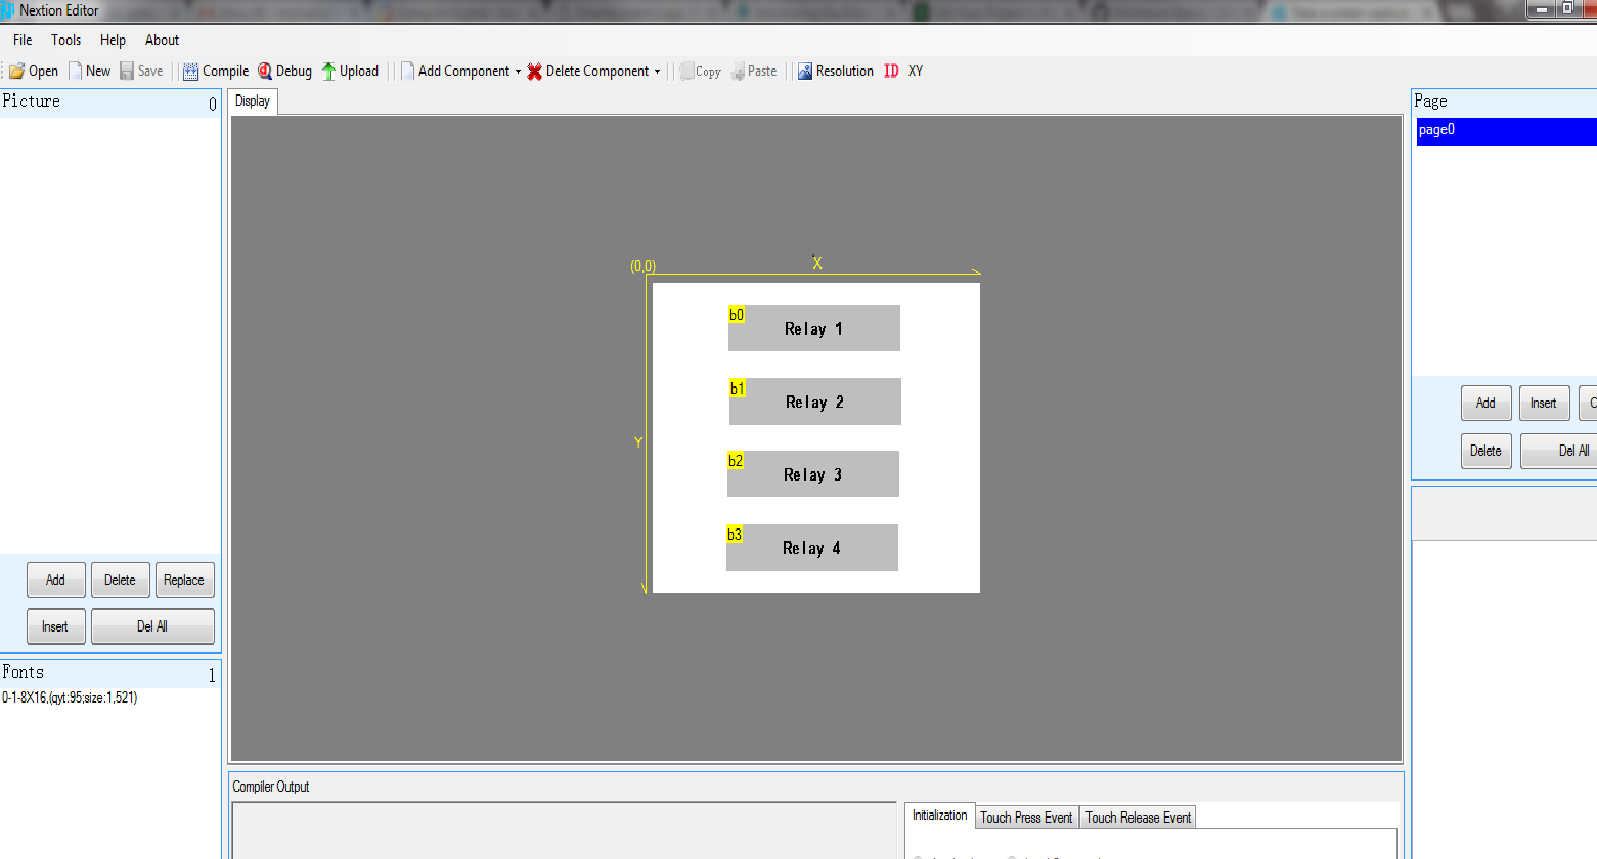 Nextion Editor
File Tools Help About
Open New Save Compile Debug Upload Add Component Delete Component Copy Paste Resolution ID XY
Picture 0
Display
Page
page0
(0,0) X
Y
b0 Relay 1
b1 Relay 2
b2 Relay 3
b3 Relay 4
Add Insert
Delete Del All
Add Delete Replace
Insert Del All
Fonts 1
0-1-8X16,(qyt:95;size:1,521)
Compiler Output
Initialization Touch Press Event Touch Release Event